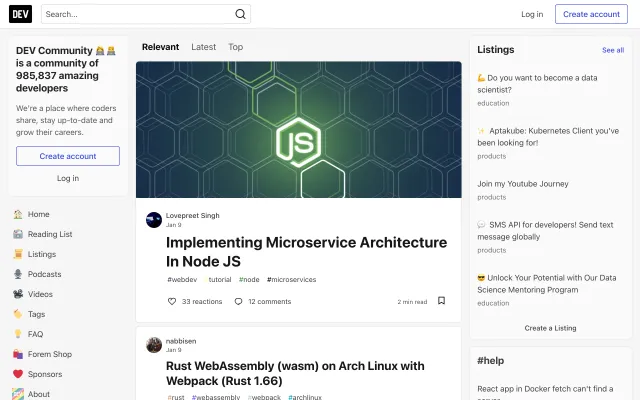 DEV
Search...
Log in
Create account
DEV Community
is a community of
985,837 amazing
developers
We're a place where coders
share, stay up-to-date and
grow their careers.
Create account
Log in
Home
Reading List
Listings
Podcasts
Videos
Tags
FAQ
Forem Shop
Sponsors
About
Relevant
Latest
Top
JS
Lovepreet Singh
Jan 9
Implementing Microservice Architecture
In Node JS
#webdev tutorial #node #microservices
33 reactions
12 comments
2 min read
nabbisen
Jan 9
Rust WebAssembly (wasm) on Arch Linux with
Webpack (Rust 1.66)
#rust #webassembly #webpack #archlinux
Listings
See all
💪 Do you want to become a data
scientist?
education
✨ Aptakube: Kubernetes Client you've
been looking for!
products
Join my Youtube Journey
products
💬 SMS API for developers! Send text
message globally
products
😎 Unlock Your Potential with Our Data
Science Mentoring Program
education
Create a Listing
#help
React app in Docker fetch can't find a